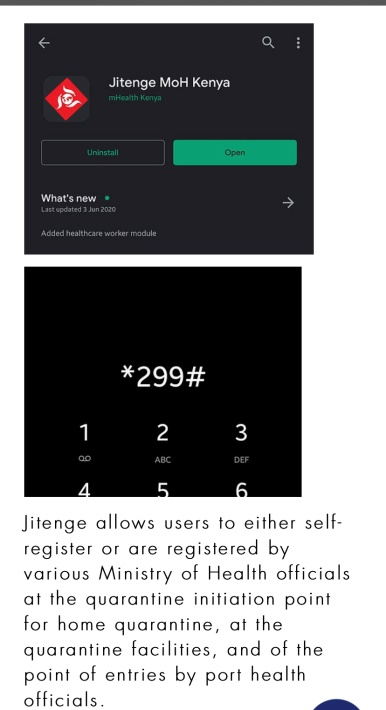 Jitenge MoH Kenya
mHealth Kenya
Uninstall
Open
What's new
Last updated 3 Jun 2020
Added healthcare worker module
*299#
1 2 3
ABC DEF
4 5 6
Jitenge allows users to either self-
register or are registered by
various Ministry of Health officials
at the quarantine initiation point
for home quarantine, at the
quarantine facilities, and of the
point of entries by port health
officials.